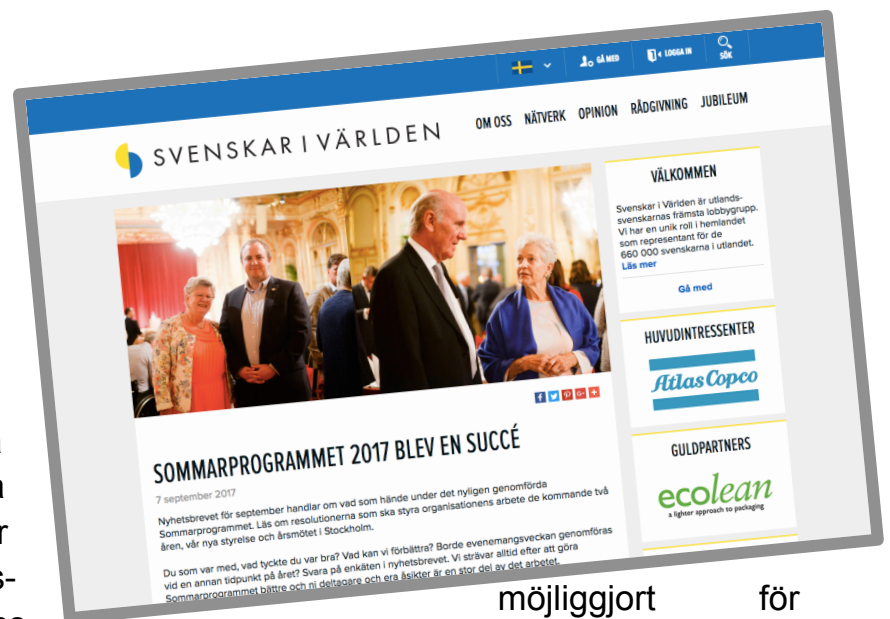 GÅ MED
LOGGA IN
SÖK
SVENSKAR I VÄRLDEN
OM OSS NÄTVERK OPINION RÅDGIVNING JUBILEUM
SOMMARPROGRAMMET 2017 BLEV EN SUCCÉ
7 september 2017
Nyhetsbrevet för september handlar om vad som hände under det nyligen genomförda
Sommarprogrammet. Läs om resolutionerna som ska styra organisationens arbete de kommande två
åren, vår nya styrelse och årsmötet i Stockholm.
Du som var med, vad tyckte du var bra? Vad kan vi förbättra? Borde evenemangsveckan genomföras
vid en annan tidpunkt på året? Svara på enkäten i nyhetsbrevet. Vi strävar alltid efter att göra
Sommarprogrammet bättre och ni deltagare och era åsikter är en stor del av det arbetet.
VÄLKOMMEN
Svenskar i Världen är utlands-
svenskarnas främsta lobbygrupp.
Vi har en unik roll i hemlandet
som representant för de
660 000 svenskarna i utlandet.
Läs mer
Gå med
HUVUDINTRESSENTER
Atlas Copco
GULDPARTNERS
ecolean
a lighter approach to packaging
möjliggjort för